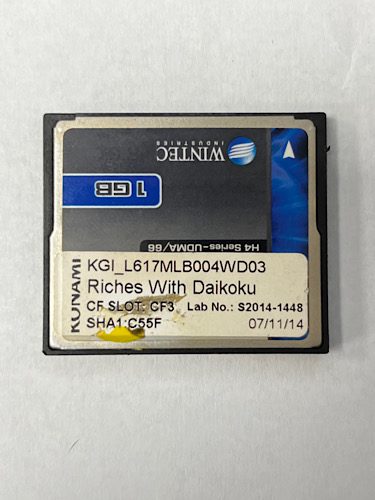 WINTEC
INDUSTRIES
1 GB
H4 Series-UDMA/66
KONAMI
KGI_L617MLB004WD03
Riches With Daikoku
CF SLOT: CF3 Lab No.: S2014-1448
SHA1:C55F 07/11/14